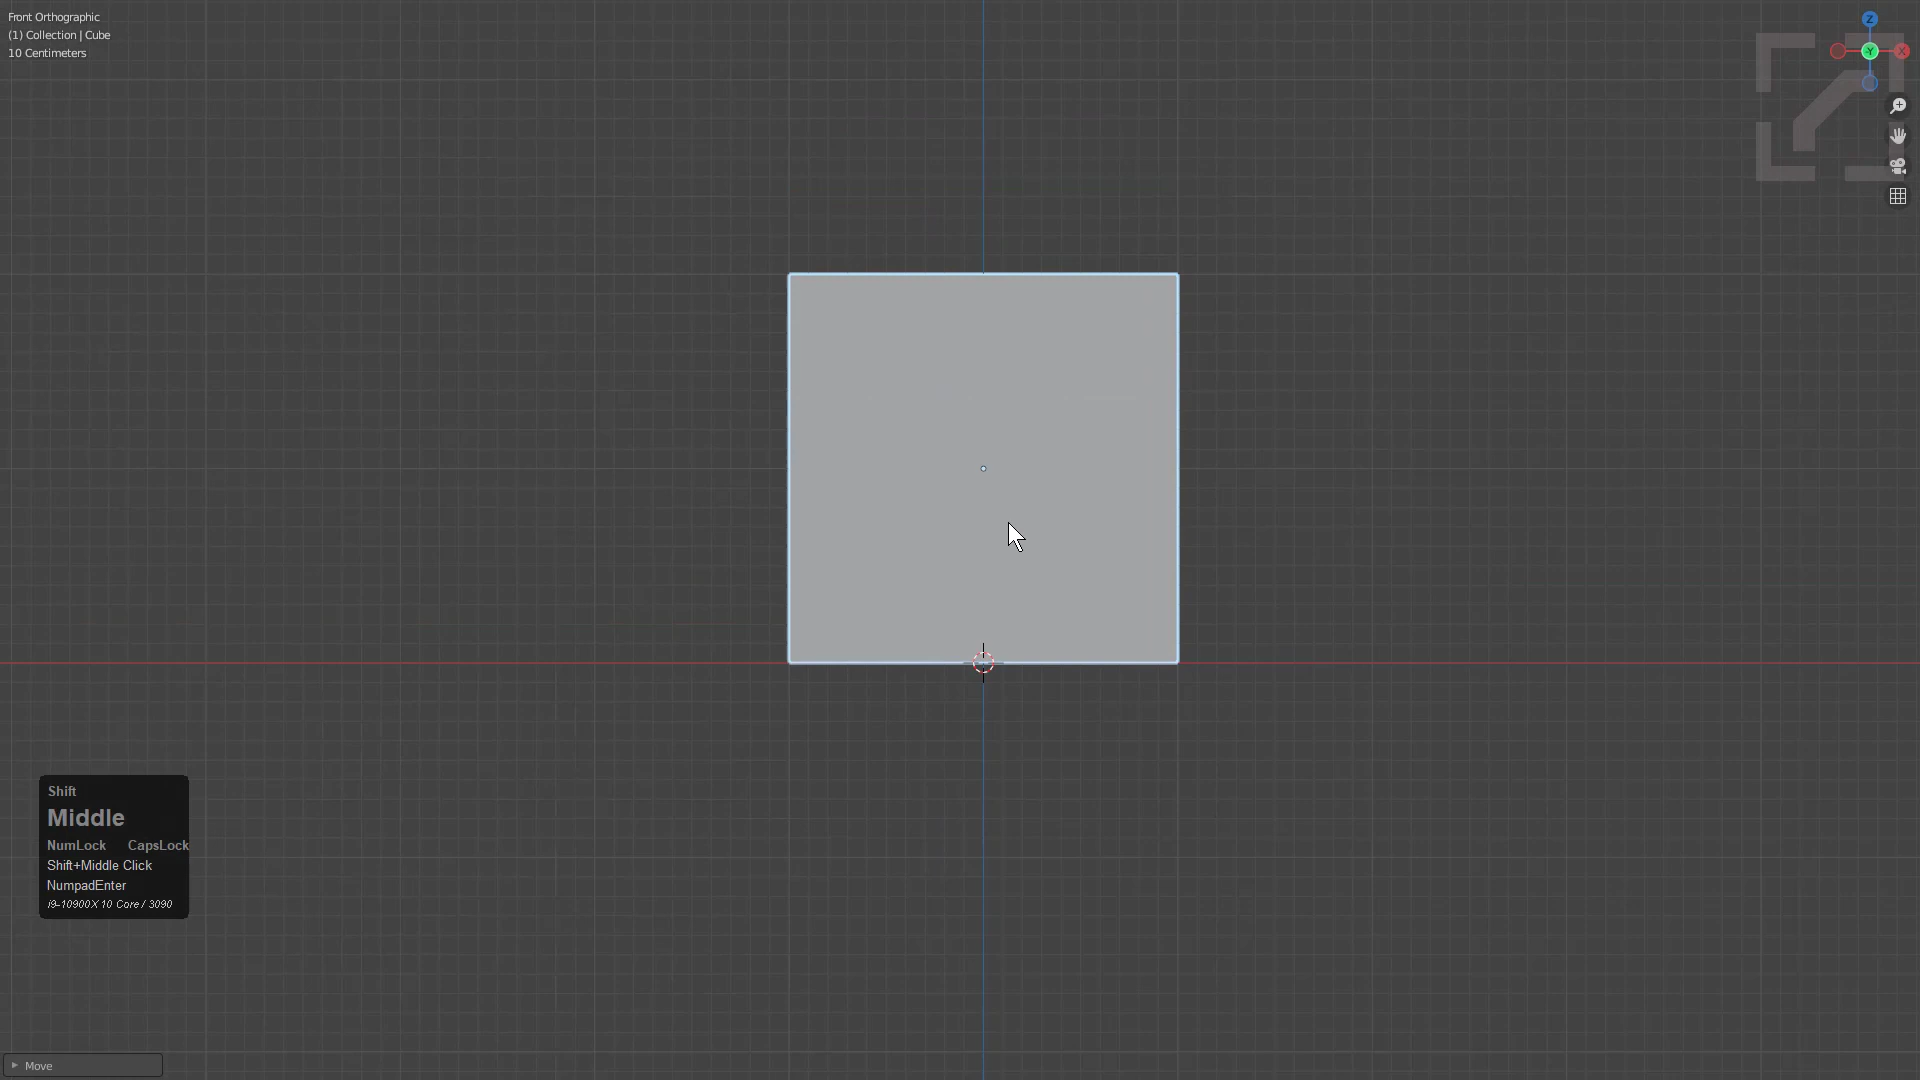 Front Orthographic
(1) Collection | Cube
10 Centimeters
Z
Y
X
Shift
Middle
NumLock CapsLock
Shift+Middle Click
NumpadEnter
i9-10900X 10 Core / 3090
Move